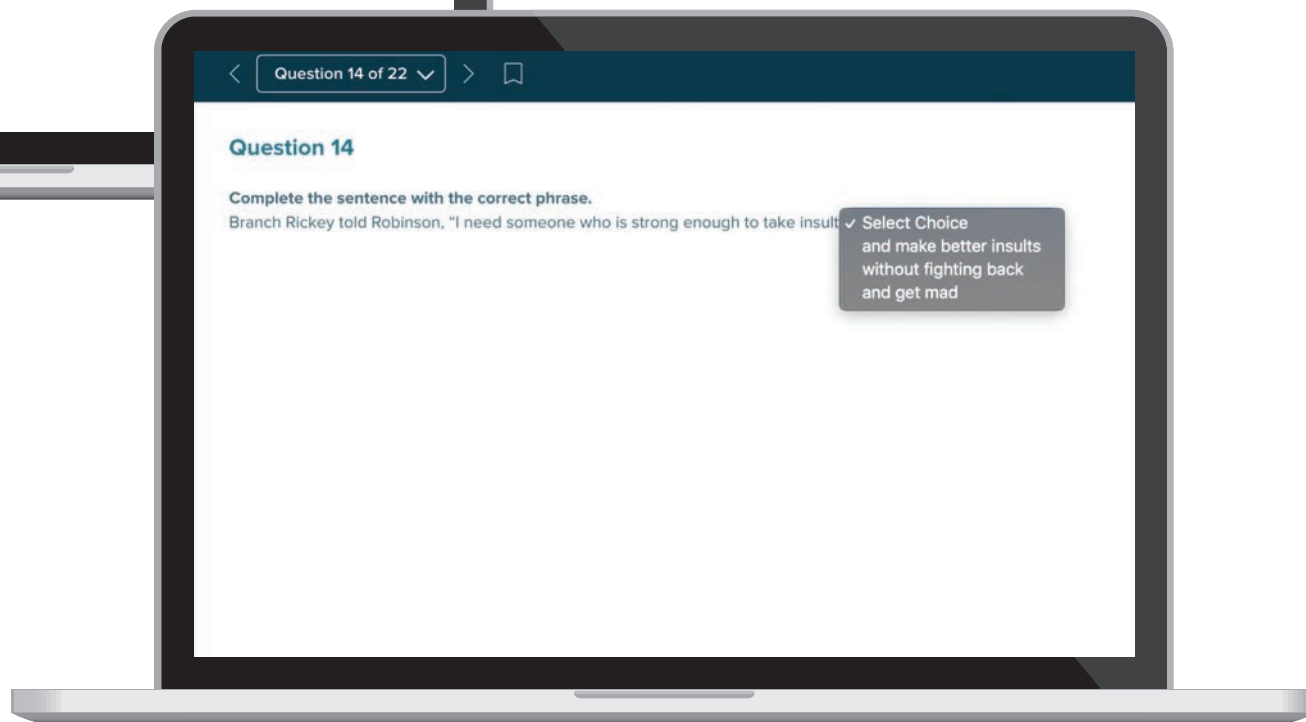 Question 14 of 22
Question 14
Complete the sentence with the correct phrase.
Branch Rickey told Robinson, “I need someone who is strong enough to take insult
✓ Select Choice
and make better insults
without fighting back
and get mad